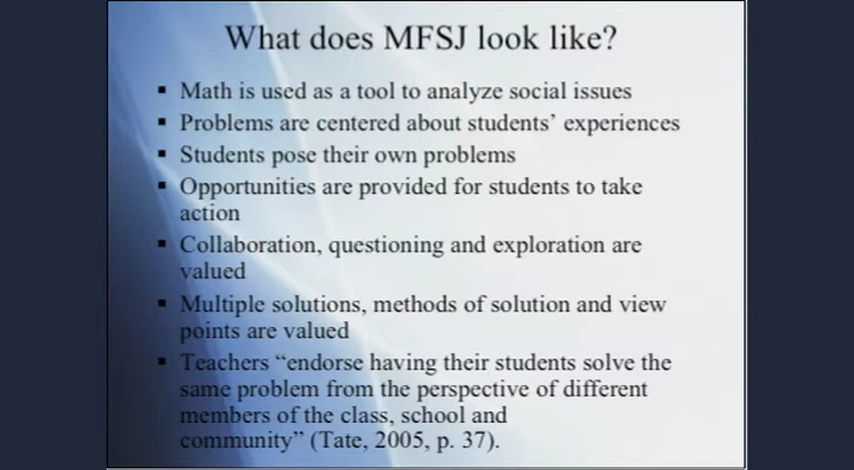 What does MFSJ look like?
▪ Math is used as a tool to analyze social issues
▪ Problems are centered about students’ experiences
▪ Students pose their own problems
▪ Opportunities are provided for students to take
action
▪ Collaboration, questioning and exploration are
valued
▪ Multiple solutions, methods of solution and view
points are valued
▪ Teachers “endorse having their students solve the
same problem from the perspective of different
members of the class, school and
community” (Tate, 2005, p. 37).